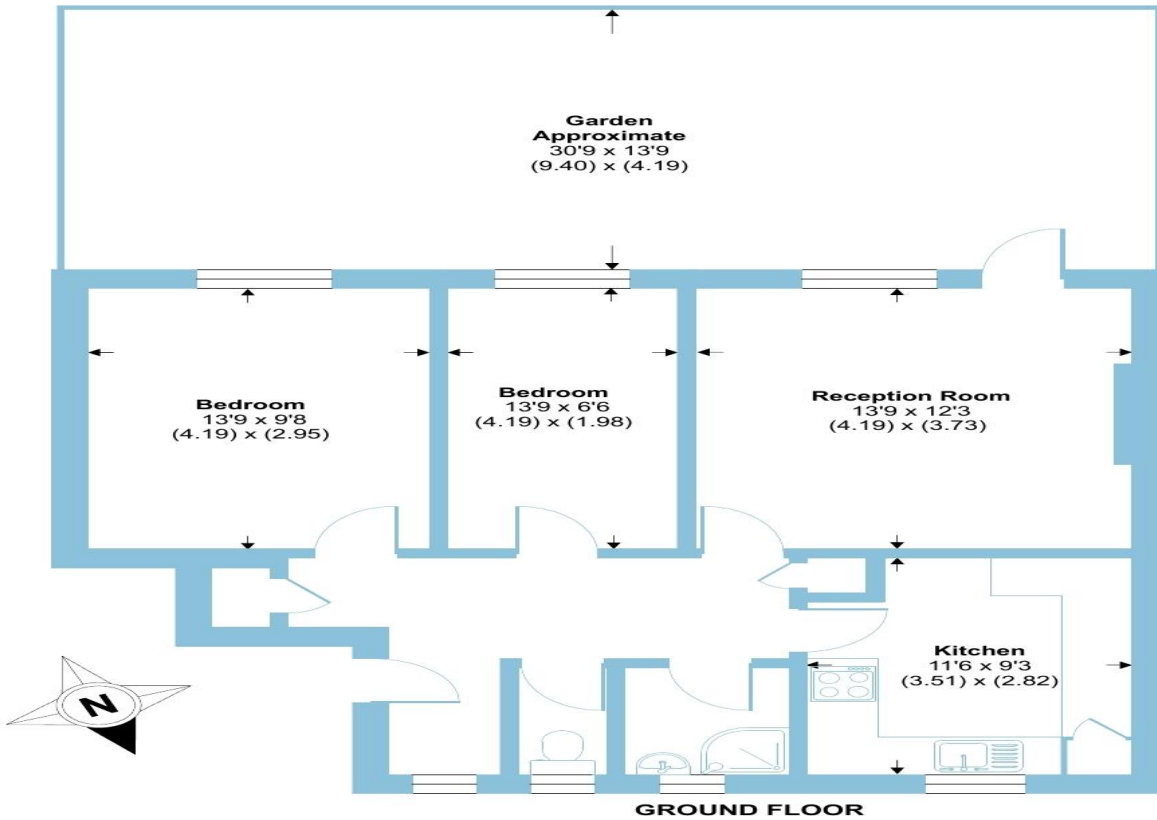 Garden
Approximate
30'9 x 13'9
(9.40) x (4.19)
Bedroom
13'9 x 9'8
(4.19) x (2.95)
Bedroom
13'9 x 6'6
(4.19) x (1.98)
Reception Room
13'9 x 12'3
(4.19) x (3.73)
Kitchen
11'6 x 9'3
(3.51) x (2.82)
N
GROUND FLOOR